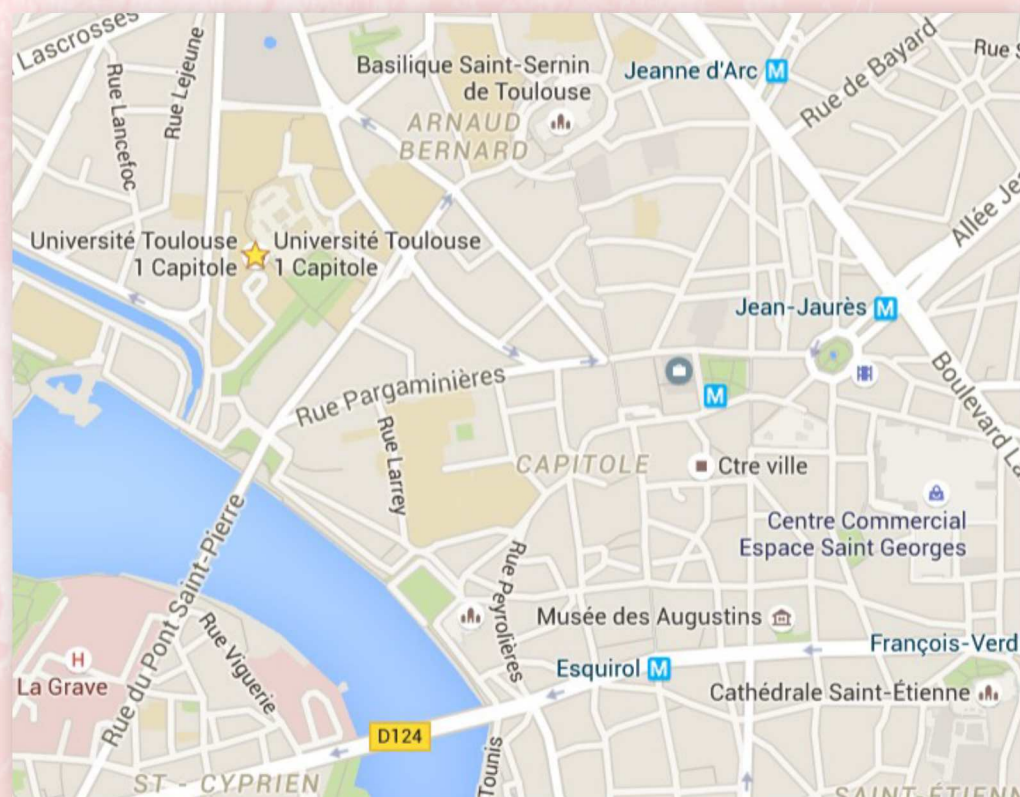 Lascrosses
Rue Lejeune
Rue Lancefoc
Basilique Saint-Sernin
de Toulouse
Jeanne d'Arc M
Rue de Bayard
Rue
ARNAUD
BERNARD
Allée
Université Toulouse
1 Capitole
Université Toulouse
1 Capitole
Jean-Jaurès M
Rue Pargaminières
M
Boulevard
Rue Larrey
CAPITOLE
Ctre ville
Centre Commercial
Espace Saint Georges
Rue du Pont Saint-Pierre
Rue Peyrolières
Musée des Augustins
Rue Viguerie
H
La Grave
Esquirol M
François-Verd
Cathédrale Saint-Étienne
D124
Tounis
ST - CYPRIEN
SAINT-ÉTIENN